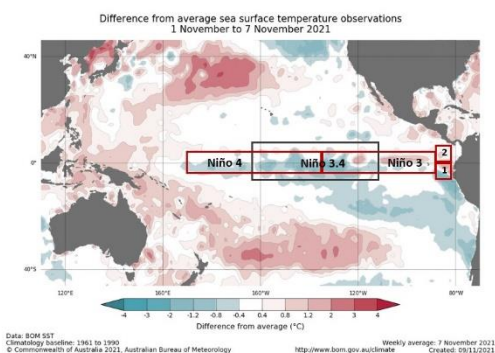 Difference from average sea surface temperature observations
1 November to 7 November 2021
40°N
0°
40°S
Niño 4
Niño 3.4
Niño 3
2
1
120°E
160°E
160°W
120°W
80°W
-4 -3 -2 -1.2 -0.8 -0.4 0.4 0.8 1.2 2 3 4
Difference from average (°C)
Data: BOM SST
Climatology baseline: 1961 to 1990
© Commonwealth of Australia 2021, Australian Bureau of Meteorology
http://www.bom.gov.au/climate
Weekly average: 7 November 2021
Created: 09/11/2021